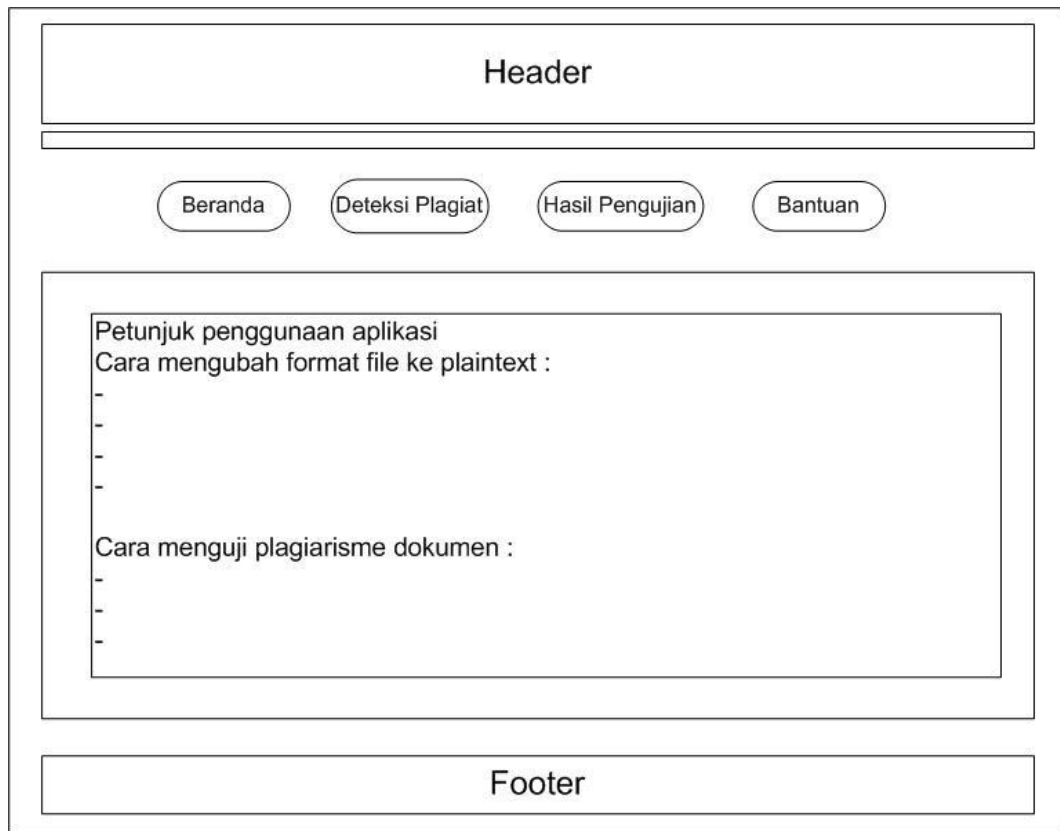 Header
Beranda
Deteksi Plagiat
Hasil Pengujian
Bantuan
Petunjuk penggunaan aplikasi
Cara mengubah format file ke plaintext :
-
-
-
-
Cara menguji plagiarisme dokumen :
-
-
-
Footer